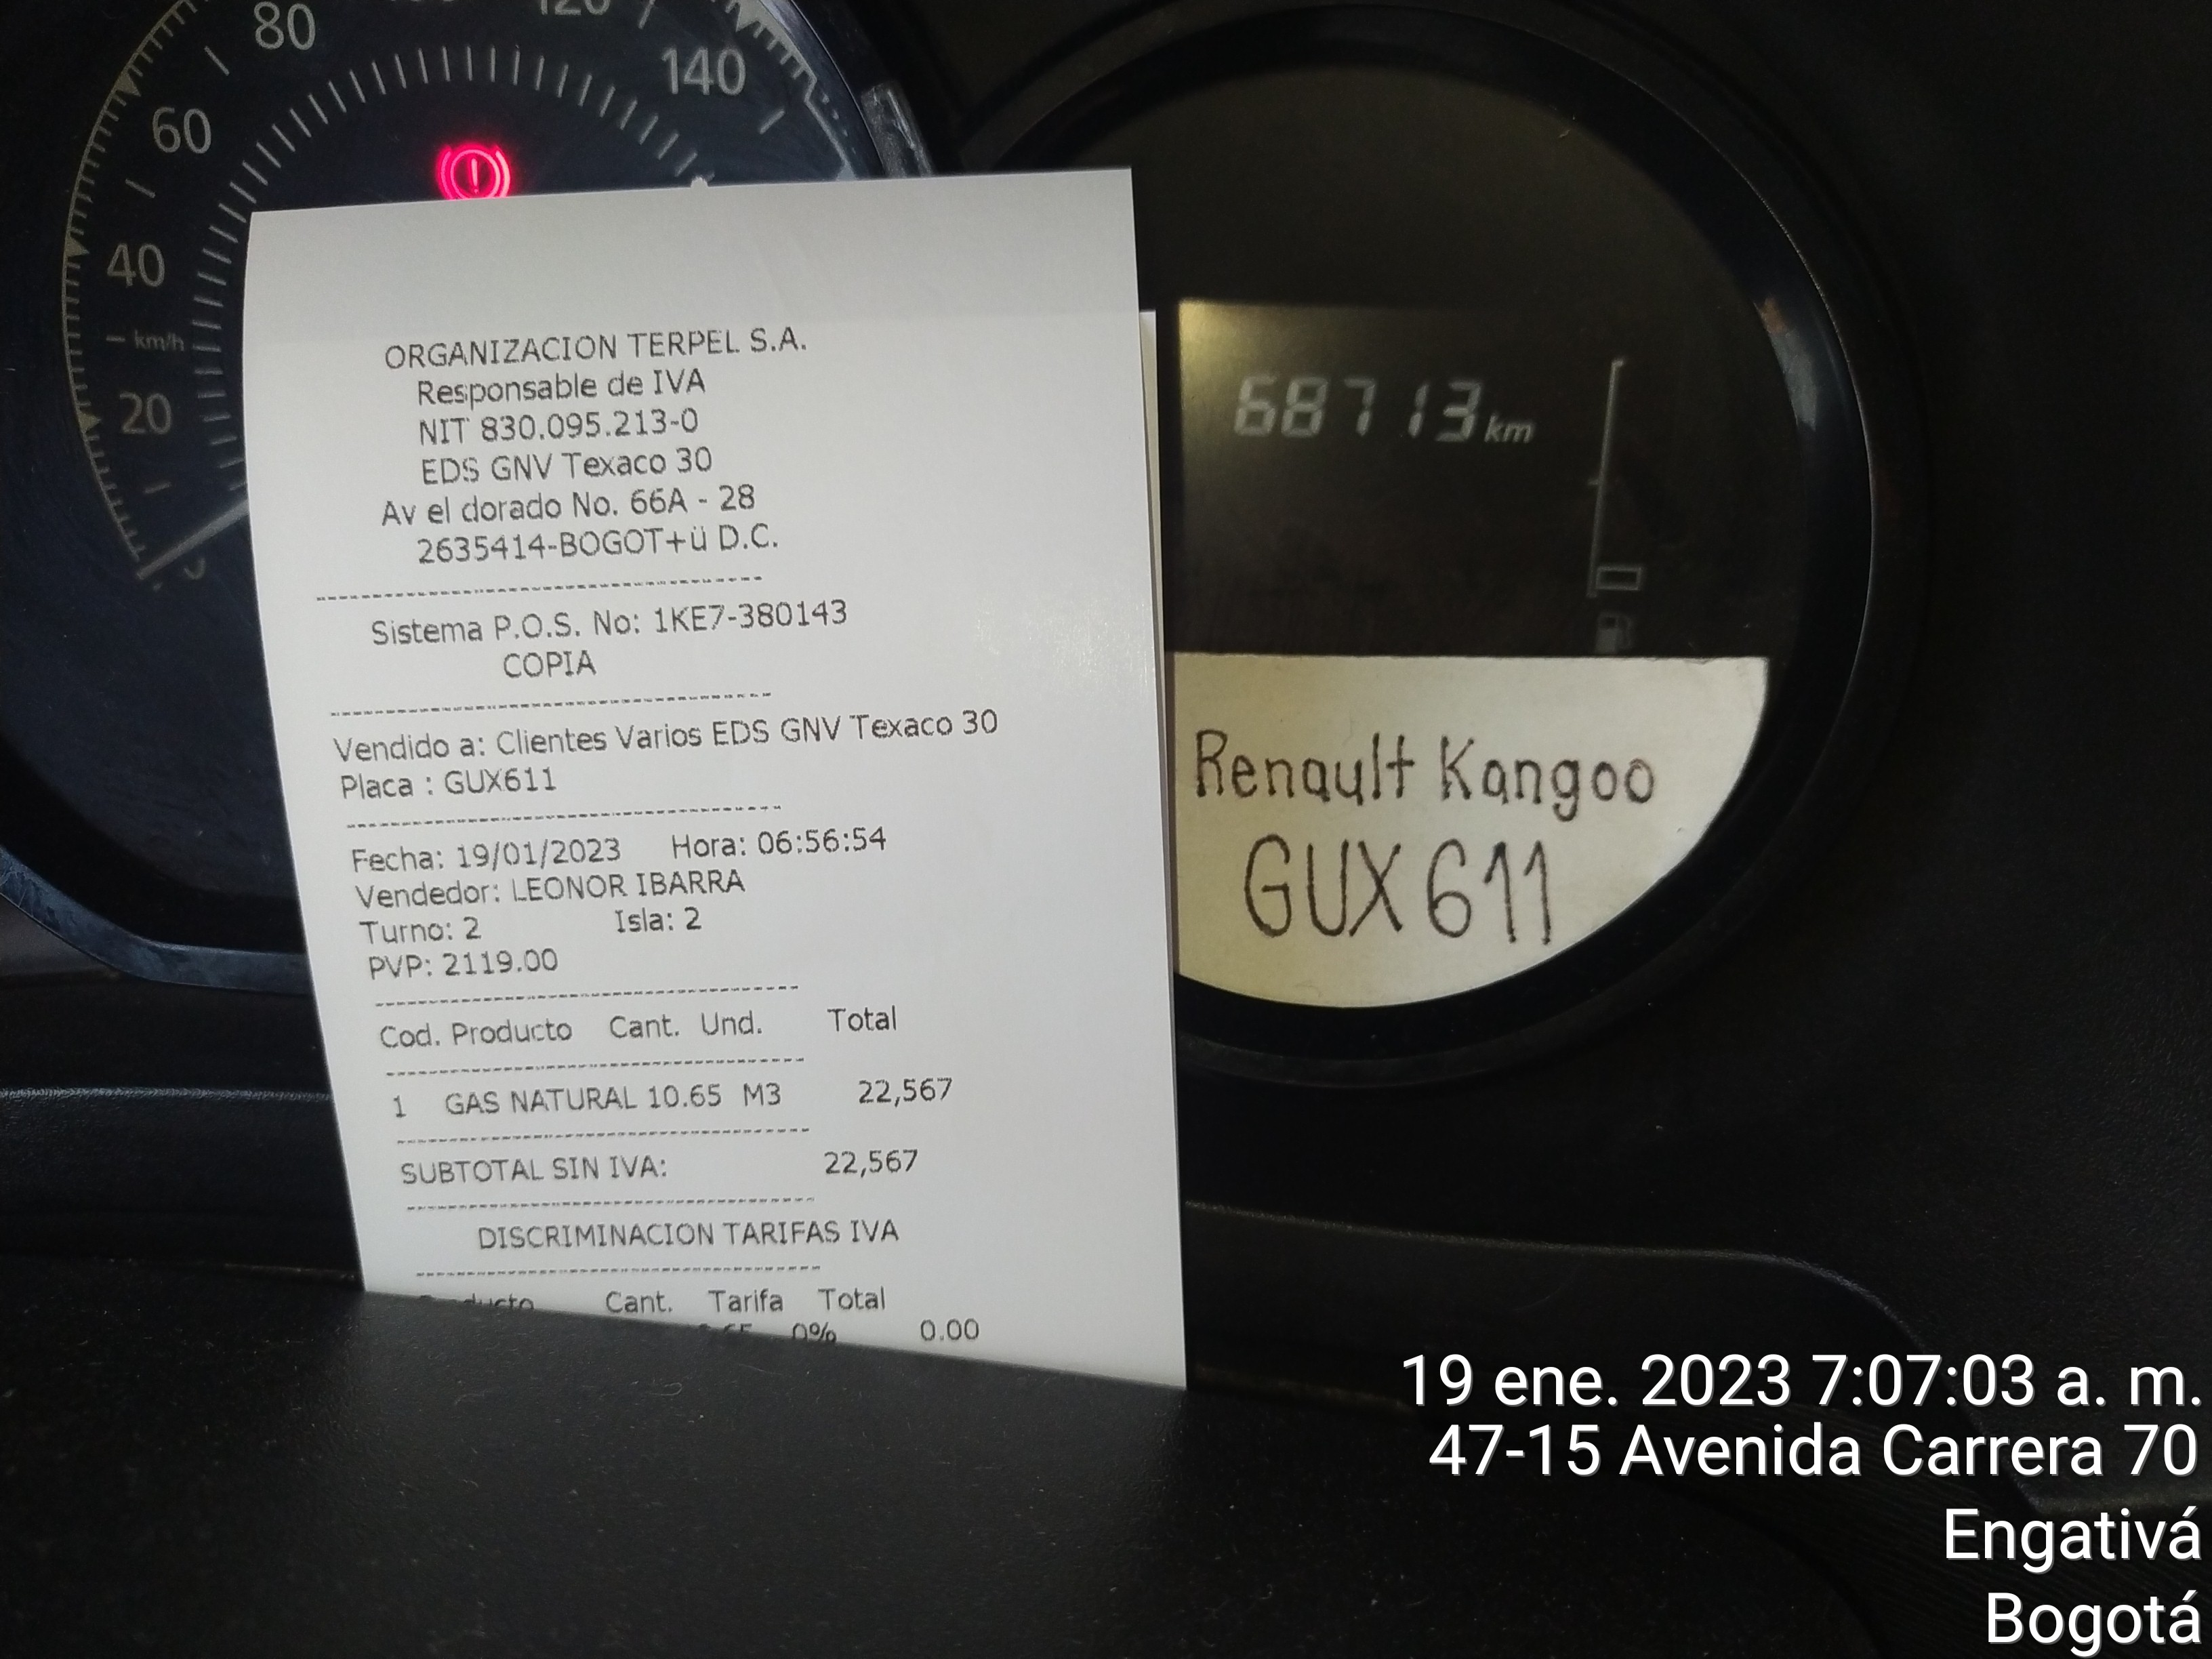 80
120
140
60
40
km/h
20
ORGANIZACION TERPEL S.A.
Responsable de IVA
NIT 830.095.213-0
EDS GNV Texaco 30
Av el dorado No. 66A - 28
2635414-BOGOT+ü D.C.
Sistema P.O.S. No: 1KE7-380143
COPIA
Vendido a: Clientes Varios EDS GNV Texaco 30
Placa : GUX611
Fecha: 19/01/2023 Hora: 06:56:54
Vendedor: LEONOR IBARRA
Turno: 2 Isla: 2
PVP: 2119.00
Cod. Producto Cant. Und. Total
1 GAS NATURAL 10.65 M3 22,567
SUBTOTAL SIN IVA: 22,567
DISCRIMINACION TARIFAS IVA
Cant. Tarifa Total
0% 0.00
68713 km
Renault Kangoo
GUX 611
19 ene. 2023 7:07:03 a. m.
47-15 Avenida Carrera 70
Engativá
Bogotá